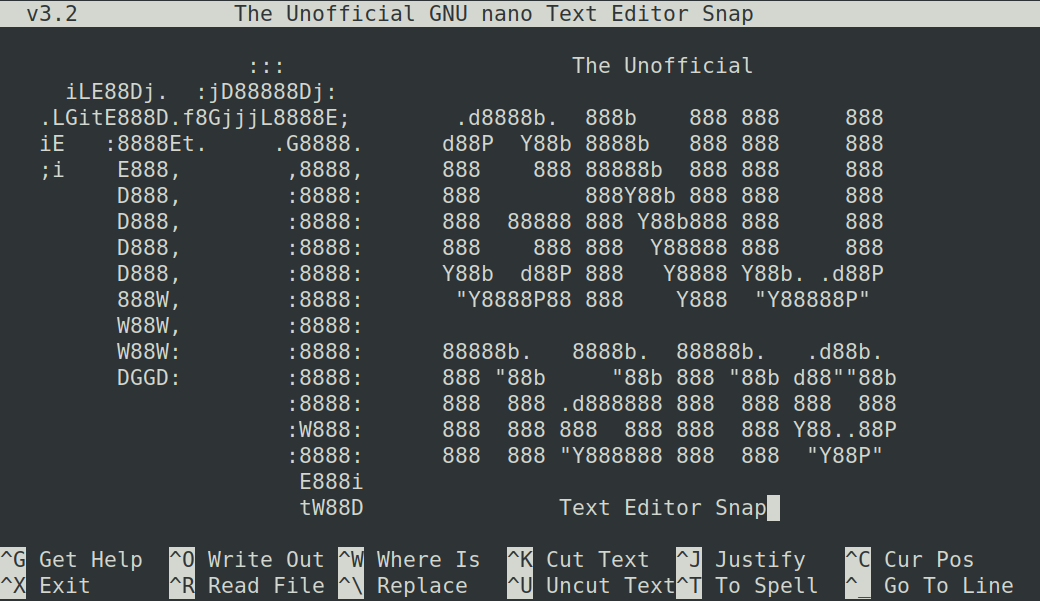 v3.2            The Unofficial GNU nano Text Editor Snap

                   :::                      The Unofficial
     iLE88Dj.  :jD88888Dj:
   .LGitE888D.f8GjjjL8888E;        .d8888b.  888b    888 888     888
   iE   :8888Et.     .G8888.      d88P  Y88b 8888b   888 888     888
   ;i    E888,        ,8888,      888    888 88888b  888 888     888
         D888,        :8888:      888        888Y88b 888 888     888
         D888,        :8888:      888  88888 888 Y88b888 888     888
         D888,        :8888:      888    888 888  Y88888 888     888
         D888,        :8888:      Y88b  d88P 888   Y8888 Y88b. .d88P
         888W,        :8888:       "Y8888P88 888    Y888  "Y88888P"
         W88W,        :8888:
         W88W:        :8888:      88888b.   8888b.  88888b.   .d88b.
         DGGD:        :8888:      888 "88b     "88b 888 "88b d88""88b
                      :8888:      888  888 .d888888 888  888 888  888
                      :W888:      888  888 888  888 888  888 Y88..88P
                      :8888:      888  888 "Y888888 888  888  "Y88P"
                       E888i
                       tW88D               Text Editor Snap

^G Get Help  ^O Write Out ^W Where Is  ^K Cut Text  ^J Justify   ^C Cur Pos
^X Exit      ^R Read File ^\ Replace   ^U Uncut Text^T To Spell  ^_ Go To Line